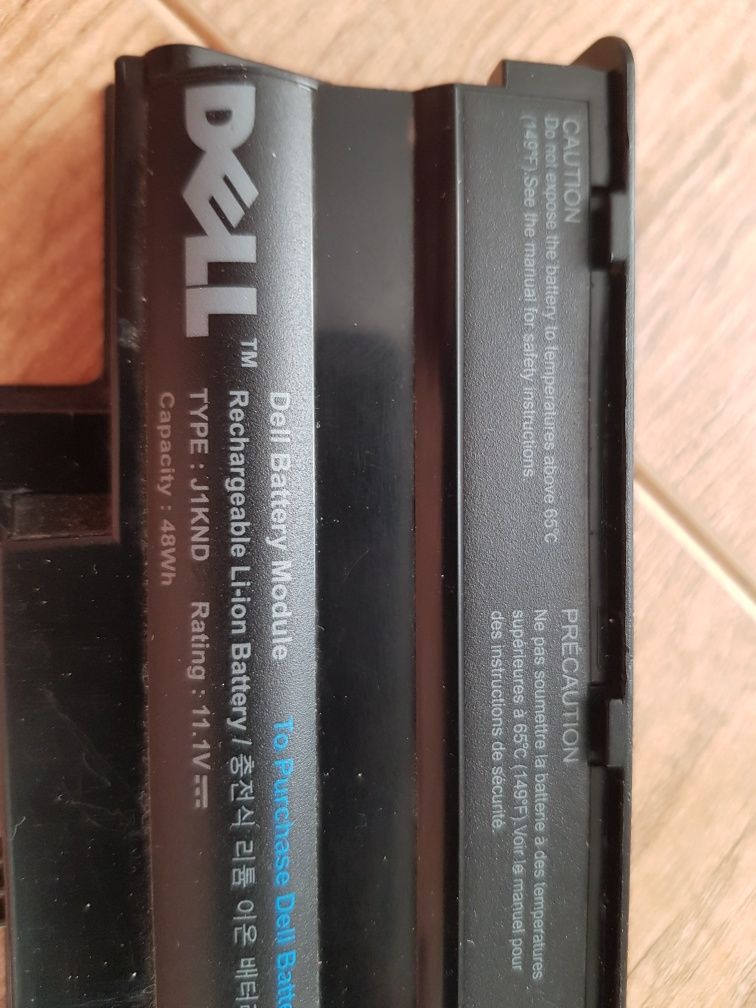 DELL™
Dell Battery Module To Purchase Dell
Rechargeable Li-ion Battery / 충전식 리튬 이온
TYPE : J1KND Rating : 11.1V⎓
Capacity : 48Wh
CAUTION
Do not expose the battery to temperatures above 65℃
(149°F).See the manual for safety instructions.
PRÉCAUTION
Ne pas soumettre la batterie à des temperatures
supérieures à 65℃ (149°F).Voir le manuel pour
des instructions de sécurité.